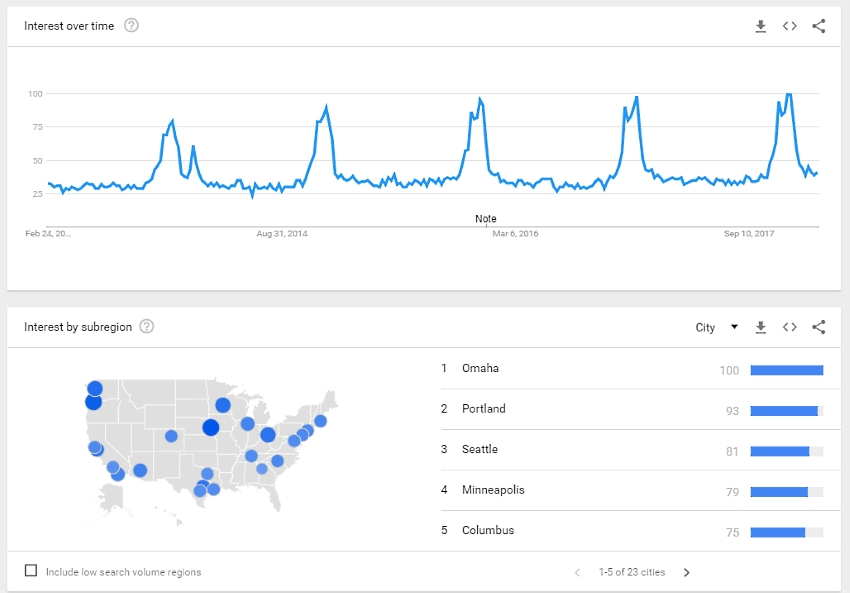 Interest over time ?
100
75
50
25
Note
Feb 24, 20... Aug 31, 2014 Mar 6, 2016 Sep 10, 2017
Interest by subregion ? City
1 Omaha 100
2 Portland 93
3 Seattle 81
4 Minneapolis 79
5 Columbus 75
Include low search volume regions 1-5 of 23 cities